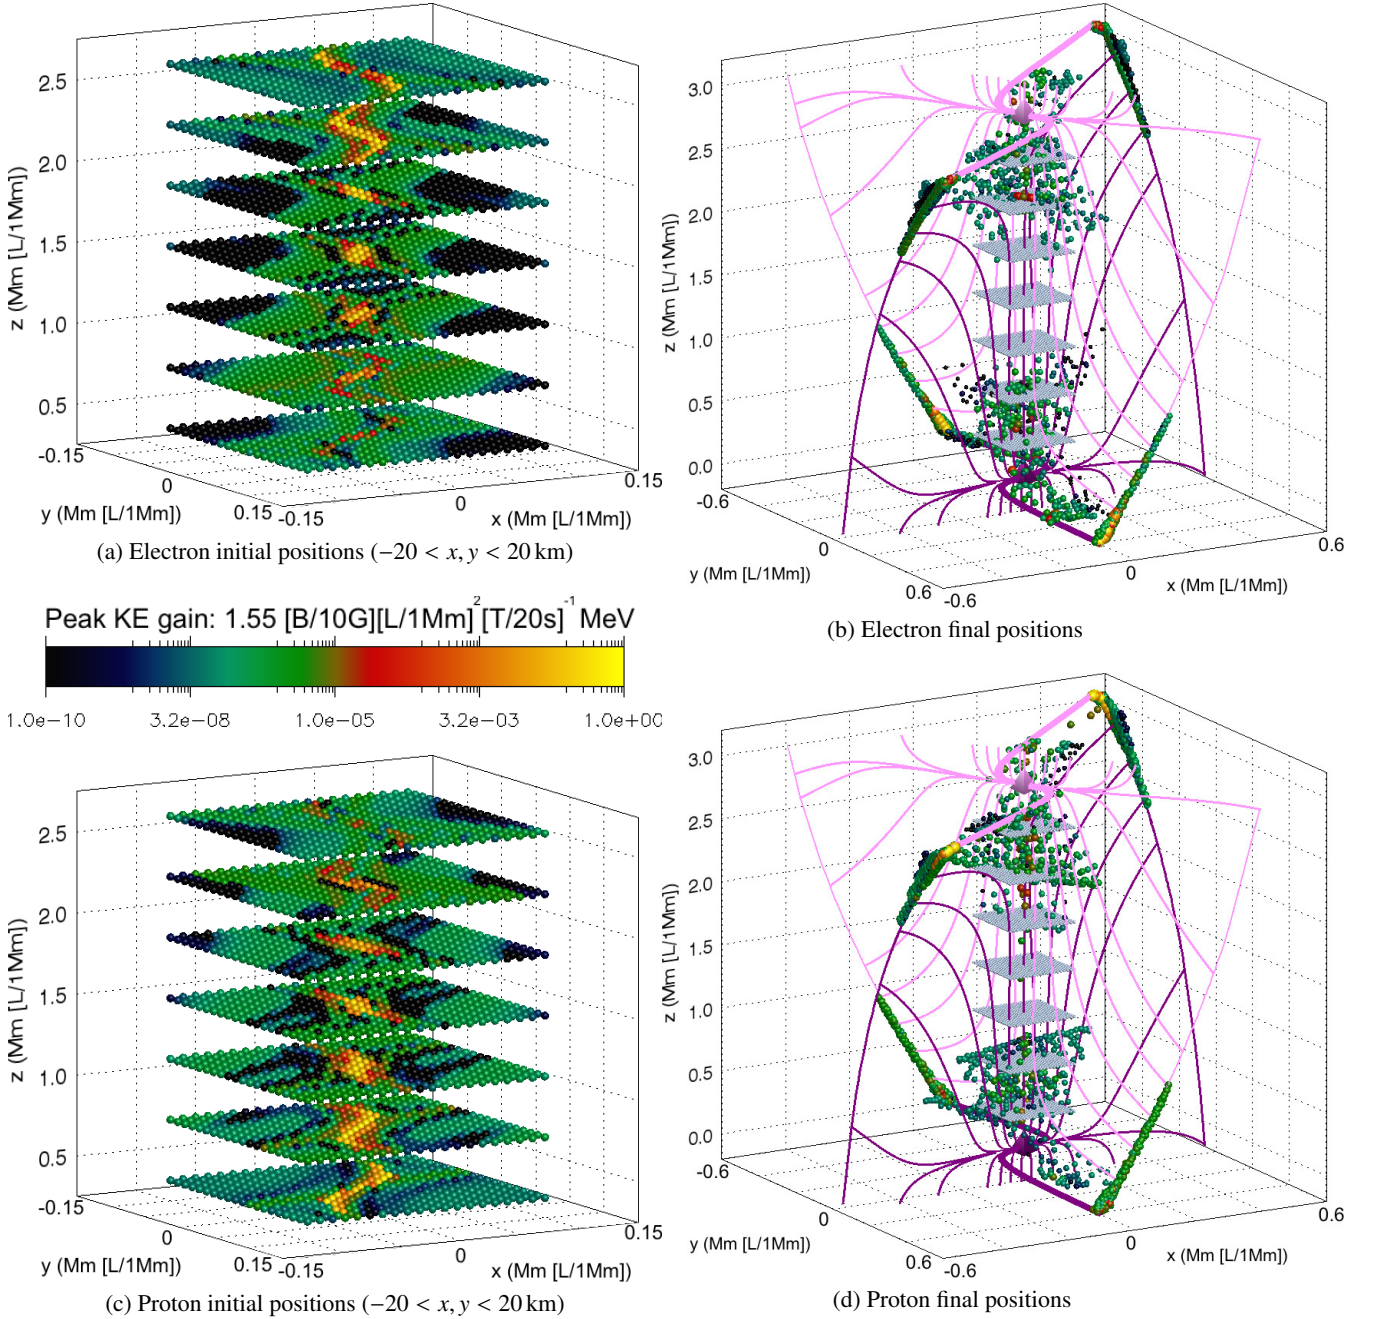 2.5
2.0
1.5
1.0
0.5
z (Mm [L/1Mm])
-0.15
0
0.15
y (Mm [L/1Mm])
-0.15
0
0.15
x (Mm [L/1Mm])
(a) Electron initial positions (−20 < x, y < 20 km)
3.0
2.5
2.0
1.5
1.0
0.5
0.0
z (Mm [L/1Mm])
-0.6
0
0.6
y (Mm [L/1Mm])
-0.6
0
0.6
x (Mm [L/1Mm])
(b) Electron final positions
Peak KE gain: 1.55 [B/10G][L/1Mm]² [T/20s]⁻¹ MeV
1.0e−10 3.2e−08 1.0e−05 3.2e−03 1.0e+00
2.5
2.0
1.5
1.0
0.5
z (Mm [L/1Mm])
-0.15
0
0.15
y (Mm [L/1Mm])
-0.15
0
0.15
x (Mm [L/1Mm])
(c) Proton initial positions (−20 < x, y < 20 km)
3.0
2.5
2.0
1.5
1.0
0.5
0.0
z (Mm [L/1Mm])
-0.6
0
0.6
y (Mm [L/1Mm])
-0.6
0
0.6
x (Mm [L/1Mm])
(d) Proton final positions